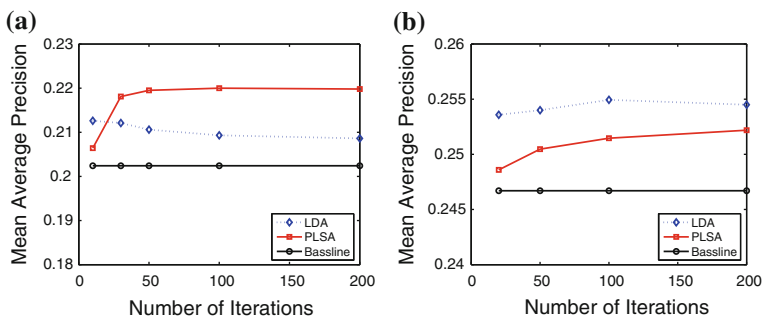 (a)
Mean Average Precision
0.23
0.22
0.21
0.2
0.19
0.18
0
50
100
150
200
Number of Iterations
LDA
PLSA
Bassline
(b)
Mean Average Precision
0.26
0.255
0.25
0.245
0.24
0
50
100
150
200
Number of Iterations
LDA
PLSA
Bassline